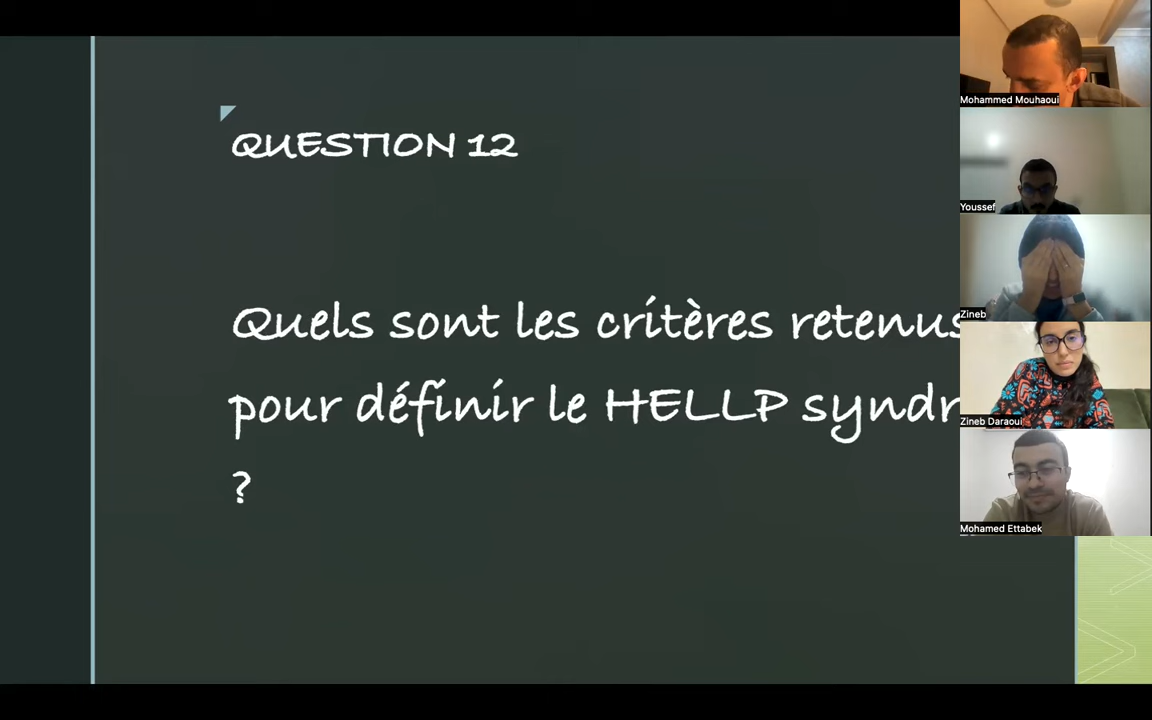 QUESTION 12
Quels sont les critères retenus
pour définir le HELLP syndr
?
Mohammed Mouhaoui
Youssef
Zineb
Zineb Daraoui
Mohamed Ettabek